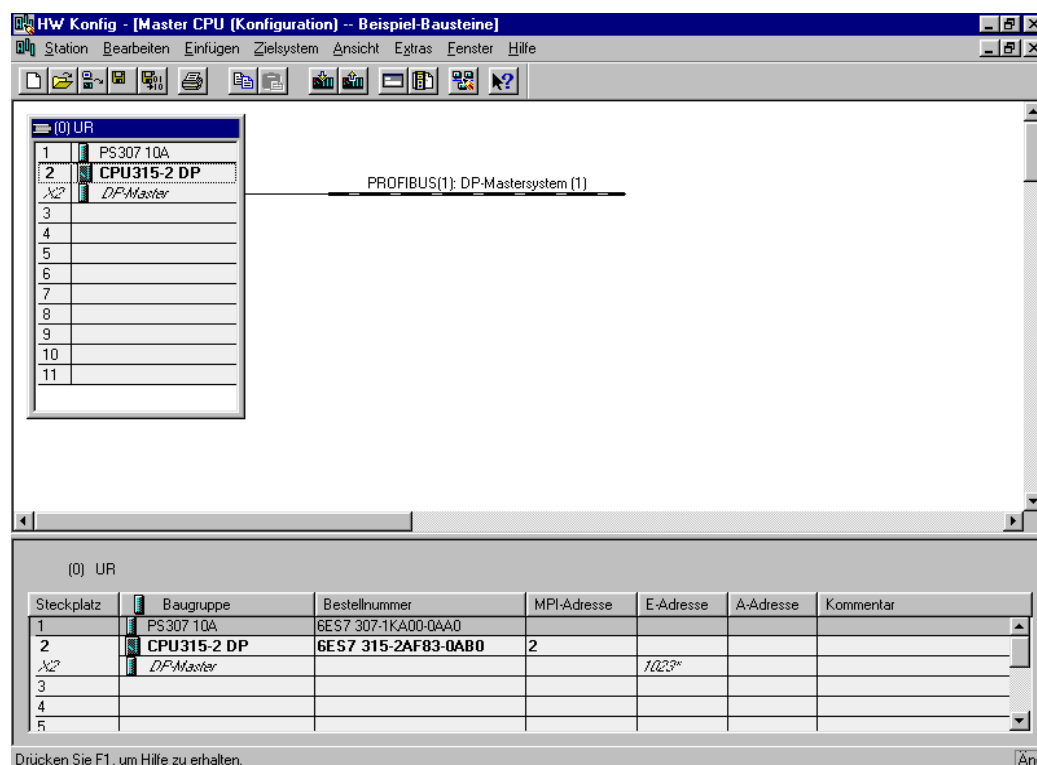 HW Konfig - [Master CPU (Konfiguration) -- Beispiel-Bausteine]
Station Bearbeiten Einfügen Zielsystem Ansicht Extras Fenster Hilfe
(0) UR
1 PS307 10A
2 CPU315-2 DP
X2 DP-Master
3
4
5
6
7
8
9
10
11
PROFIBUS(1): DP-Mastersystem (1)
(0) UR
Steckplatz Baugruppe Bestellnummer MPI-Adresse E-Adresse A-Adresse Kommentar
1 PS307 10A 6ES7 307-1KA00-0AA0
2 CPU315-2 DP 6ES7 315-2AF83-0AB0 2
X2 DP-Master 1023*
3
4
5
Drücken Sie F1, um Hilfe zu erhalten.
Än